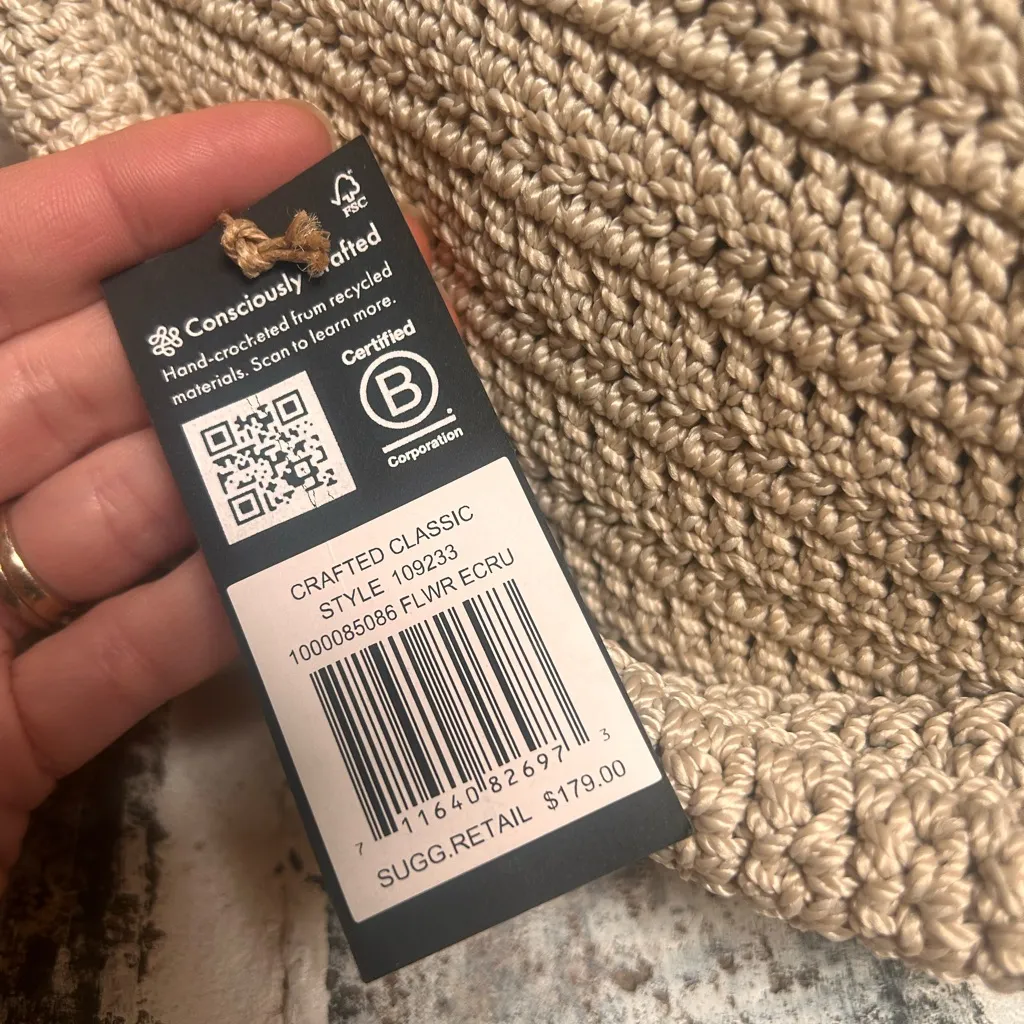 FSC
Consciously Crafted
Hand-crocheted from recycled
materials. Scan to learn more.
Certified
B
Corporation
CRAFTED CLASSIC
STYLE 109233
1000085086 FLWR ECRU
7 11640 82697 3
SUGG.RETAIL $179.00